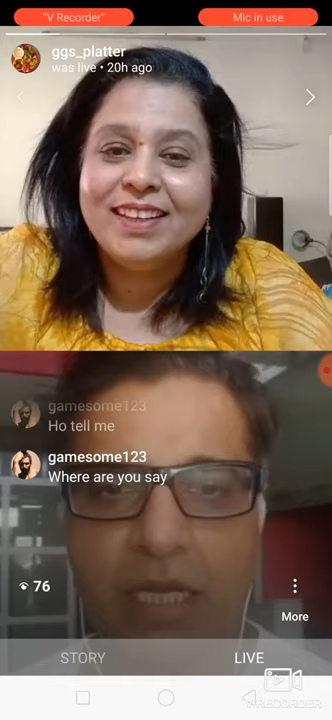 "V Recorder"
Mic in use
ggs_platter
was live • 20h ago
gamesome123
Ho tell me
gamesome123
Where are you say
76
More
STORY
LIVE
V RECORDER